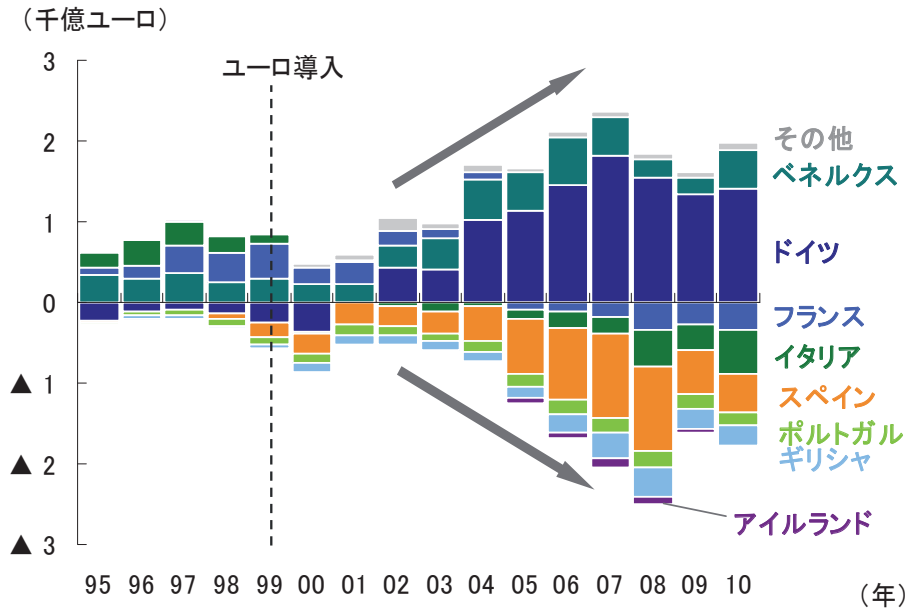 （千億ユーロ）
ユーロ導入
3
2
1
0
▲ 1
▲ 2
▲ 3
その他
ベネルクス
ドイツ
フランス
イタリア
スペイン
ポルトガル
ギリシャ
アイルランド
95 96 97 98 99 00 01 02 03 04 05 06 07 08 09 10
（年）